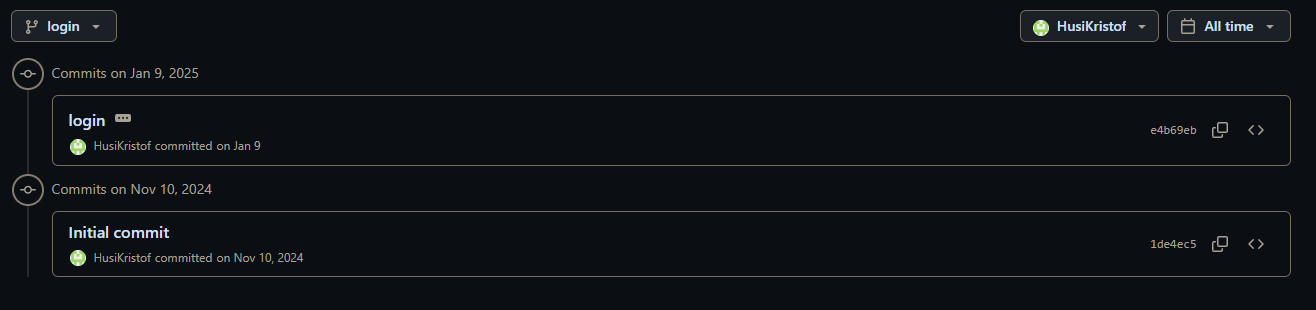 login
HusiKristof
All time
Commits on Jan 9, 2025
login
e4b69eb
HusiKristof committed on Jan 9
Commits on Nov 10, 2024
Initial commit
1de4ec5
HusiKristof committed on Nov 10, 2024